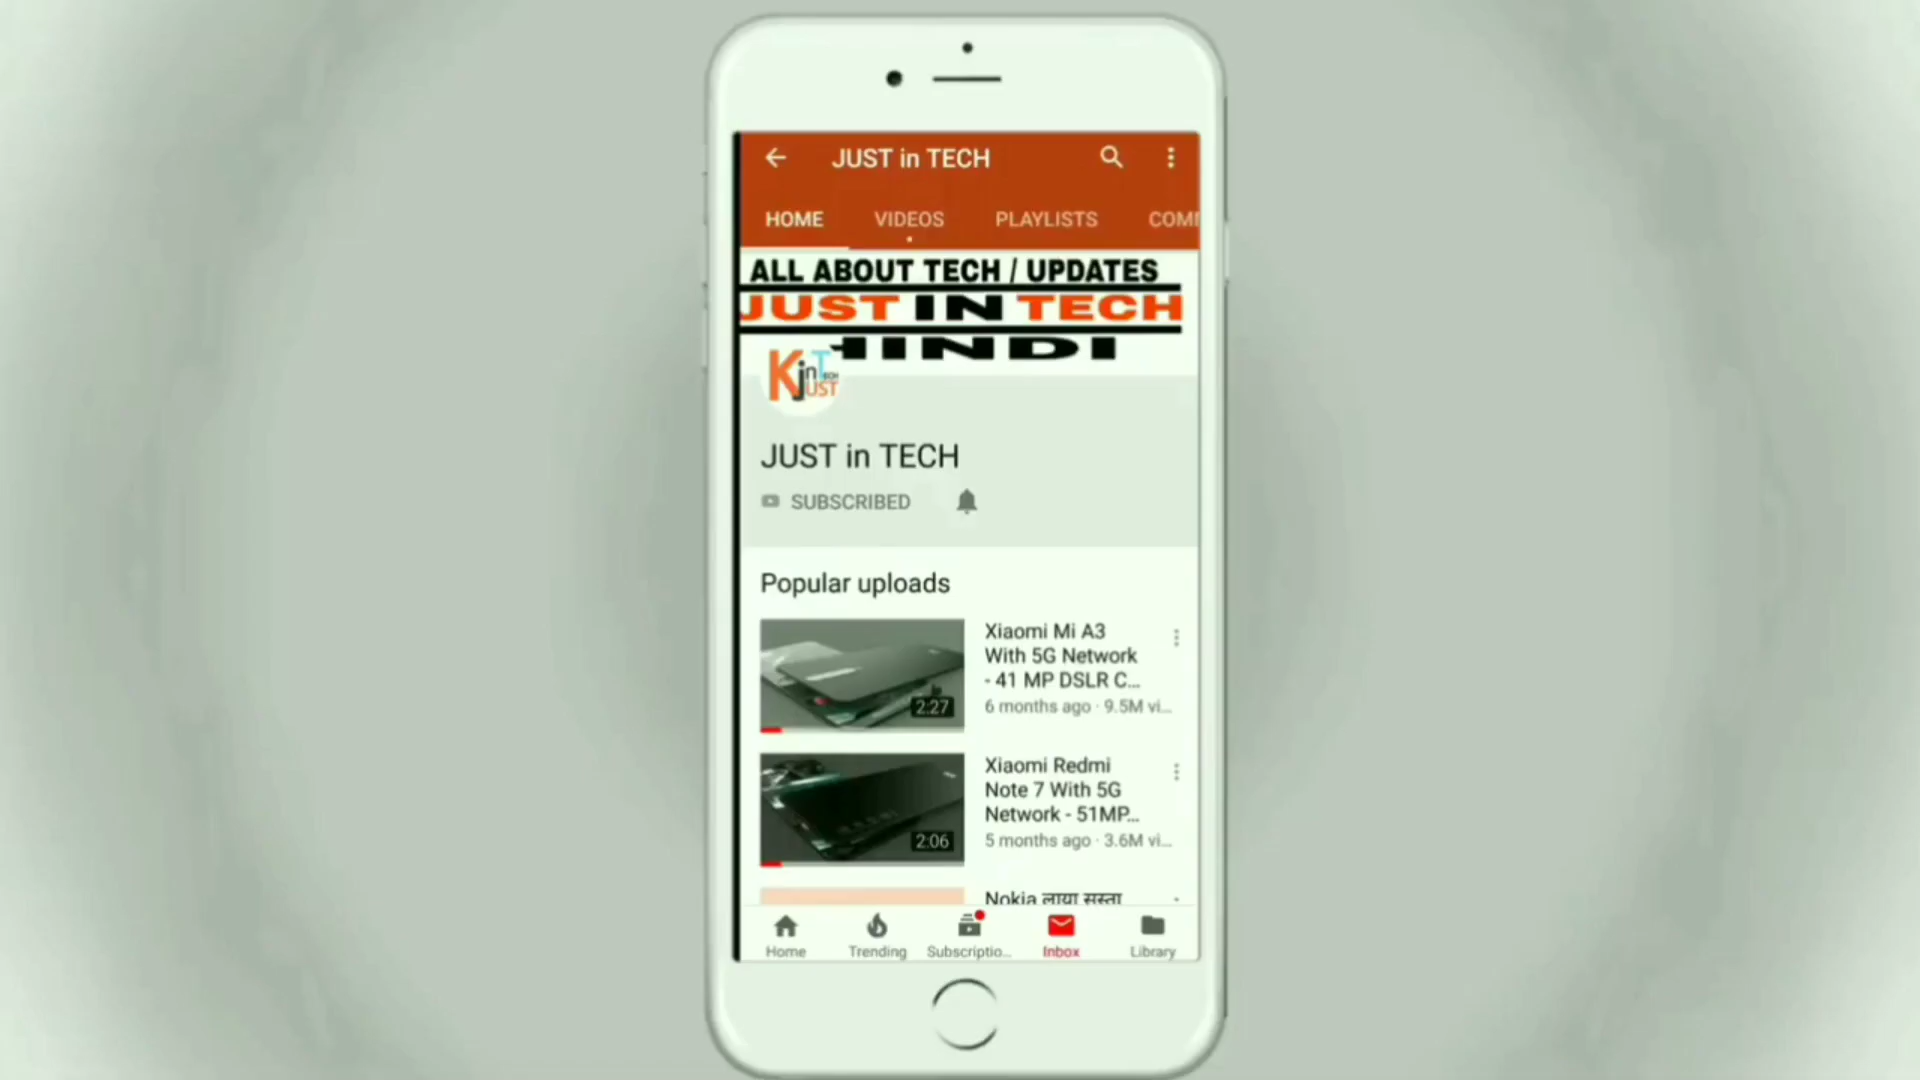 JUST in TECH
HOME VIDEOS PLAYLISTS COM
ALL ABOUT TECH / UPDATES
JUST IN TECH
HINDI
K jn TECH
JUST
JUST in TECH
SUBSCRIBED
Popular uploads
Xiaomi Mi A3
With 5G Network
- 41 MP DSLR C...
6 months ago · 9.5M vi...
2:27
Xiaomi Redmi
Note 7 With 5G
Network - 51MP...
5 months ago · 3.6M vi...
2:06
Nokia लाया सस्ता
Home Trending Subscriptio... Inbox Library